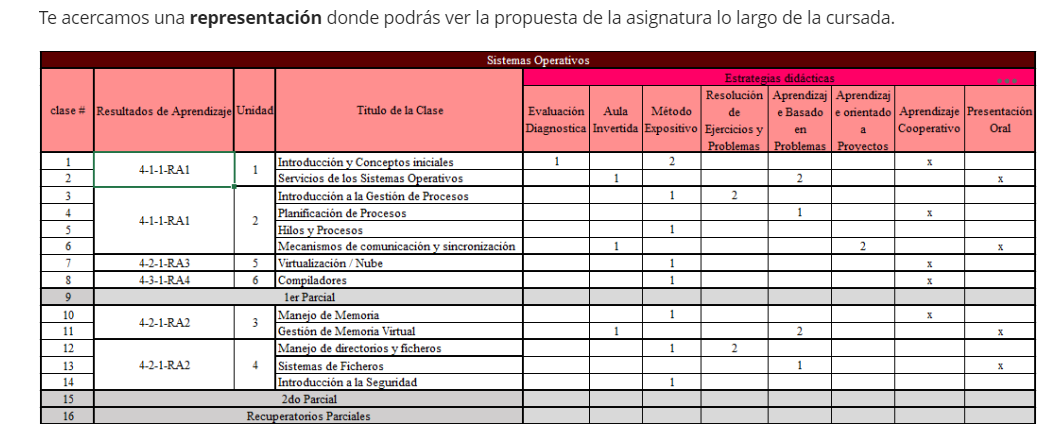 Te acercamos una representación donde podrás ver la propuesta de la asignatura lo largo de la cursada.
Sistemas Operativos
Estrategias didácticas
clase # Resultados de Aprendizaje Unidad Titulo de la Clase Evaluación Diagnostica Aula Invertida Método Expositivo Resolución de Ejercicios y Problemas Aprendizaj e Basado en Problemas Aprendizaj e orientado a Proyectos Aprendizaje Cooperativo Presentación Oral
1 4-1-1-RA1 1 Introducción y Conceptos iniciales 1 2 x
2 Servicios de los Sistemas Operativos 1 2 x
3 Introducción a la Gestión de Procesos 1 2
4 4-1-1-RA1 2 Planificación de Procesos 1 x
5 Hilos y Procesos 1
6 Mecanismos de comunicación y sincronización 1 2 x
7 4-2-1-RA3 5 Virtualización / Nube 1 x
8 4-3-1-RA4 6 Compiladores 1 x
9 1er Parcial
10 4-2-1-RA2 3 Manejo de Memoria 1 x
11 Gestión de Memoria Virtual 1 2 x
12 Manejo de directorios y ficheros 1 2
13 4-2-1-RA2 4 Sistemas de Ficheros 1 x
14 Introducción a la Seguridad 1
15 2do Parcial
16 Recuperatorios Parciales